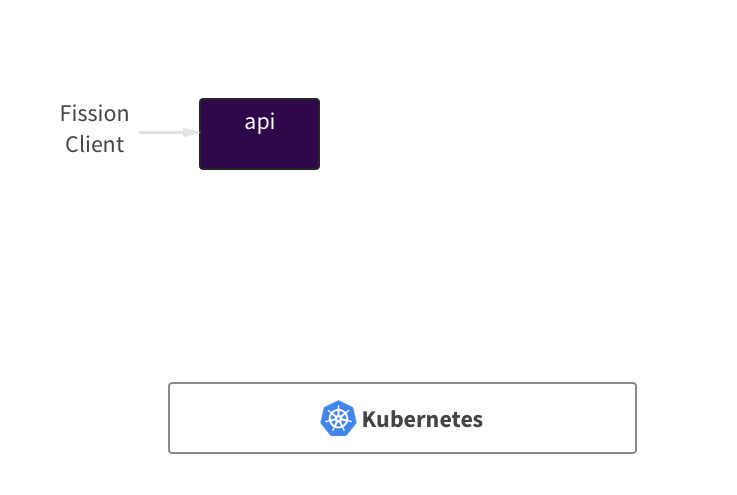 Fission
Client
api
Kubernetes